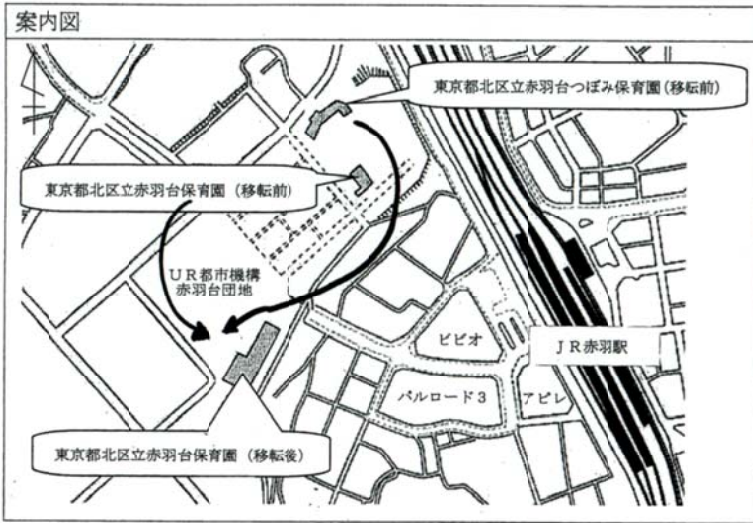 案内図
東京都北区立赤羽台つぼみ保育園(移転前)
東京都北区立赤羽台保育園(移転前)
UR都市機構
赤羽台団地
ビビオ
JR赤羽駅
パルロード3
アピレ
東京都北区立赤羽台保育園(移転後)